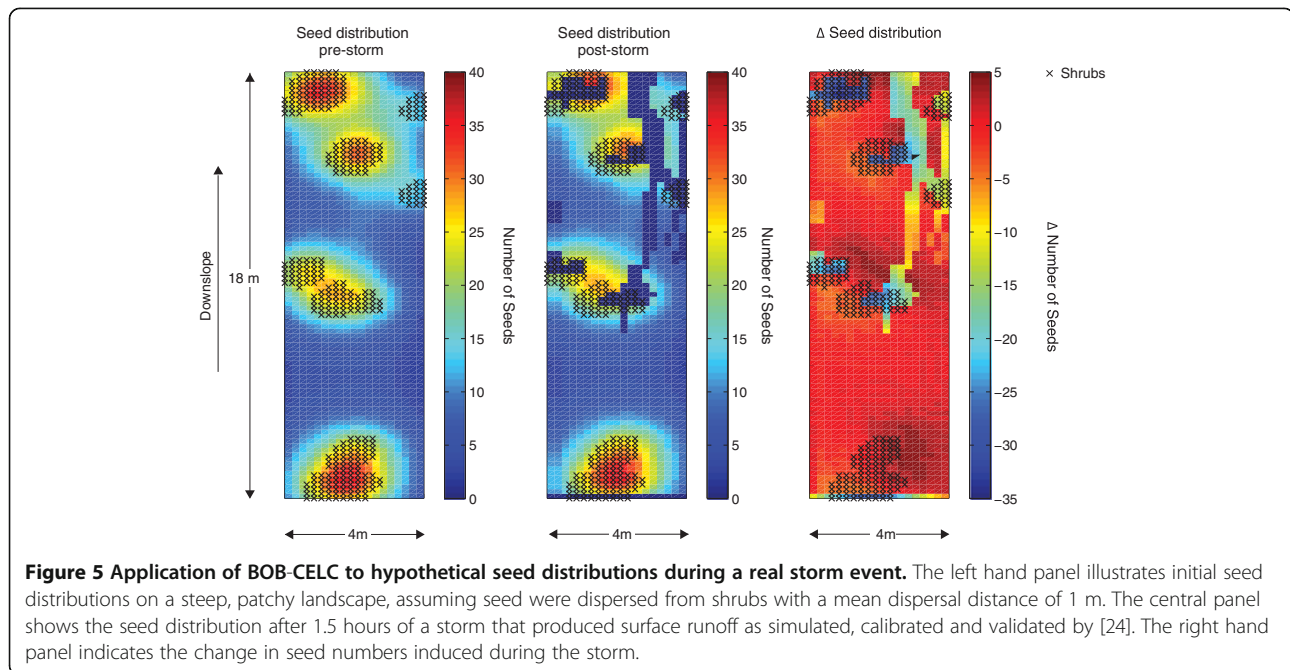 Seed distribution
pre-storm
Seed distribution
post-storm
Δ Seed distribution
× Shrubs
40
35
30
25
20
15
10
5
0
Number of Seeds
40
35
30
25
20
15
10
5
0
Number of Seeds
5
0
−5
−10
−15
−20
−25
−30
−35
Δ Number of Seeds
Downslope
18 m
4m
4m
4m
Figure 5 Application of BOB-CELC to hypothetical seed distributions during a real storm event. The left hand panel illustrates initial seed
distributions on a steep, patchy landscape, assuming seed were dispersed from shrubs with a mean dispersal distance of 1 m. The central panel
shows the seed distribution after 1.5 hours of a storm that produced surface runoff as simulated, calibrated and validated by [24]. The right hand
panel indicates the change in seed numbers induced during the storm.